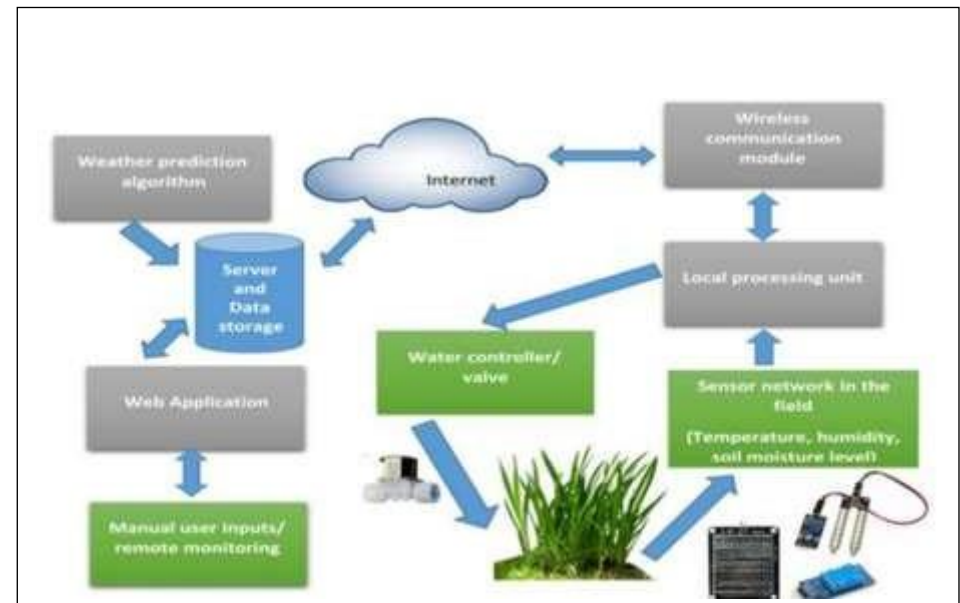 Weather prediction
algorithm
Internet
Wireless
communication
module
Server
and
Data
storage
Local processing unit
Water controller/
valve
Web Application
Sensor network in the
field
(Temperature, humidity,
soil moisture level)
Manual user Inputs/
remote monitoring